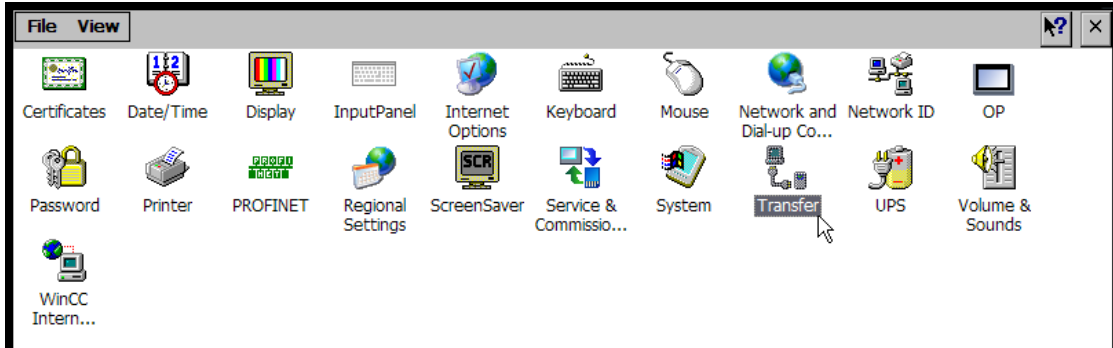 File View
Certificates Date/Time Display InputPanel Internet Options Keyboard Mouse Network and Dial-up Co... Network ID OP
Password Printer PROFINET Regional Settings ScreenSaver Service & Commissio... System Transfer UPS Volume & Sounds
WinCC Intern...